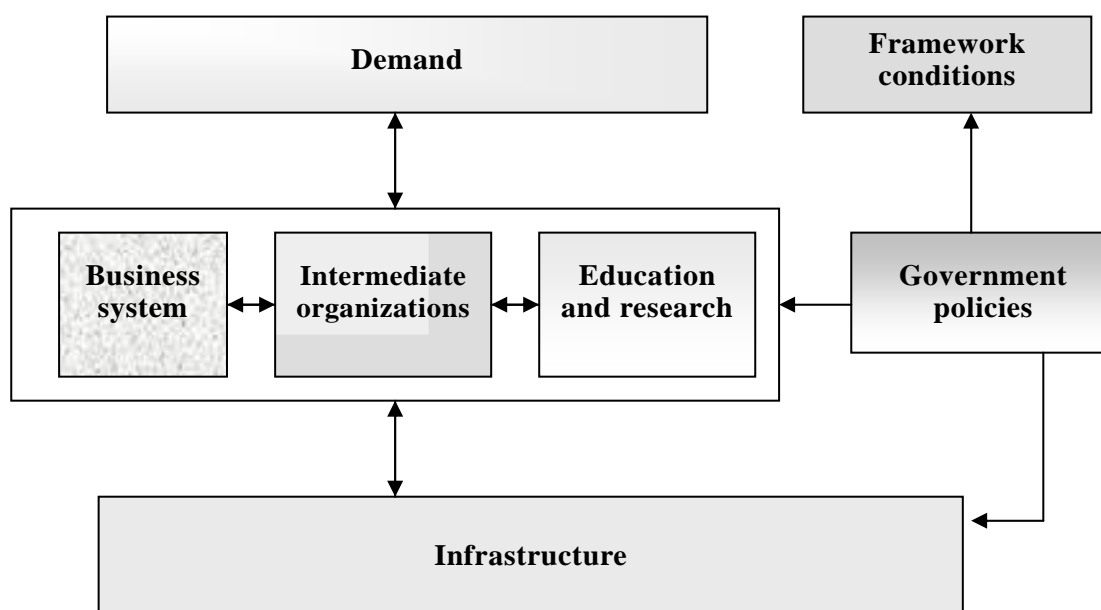 Demand
Framework
conditions
Business
system
Intermediate
organizations
Education
and research
Government
policies
Infrastructure